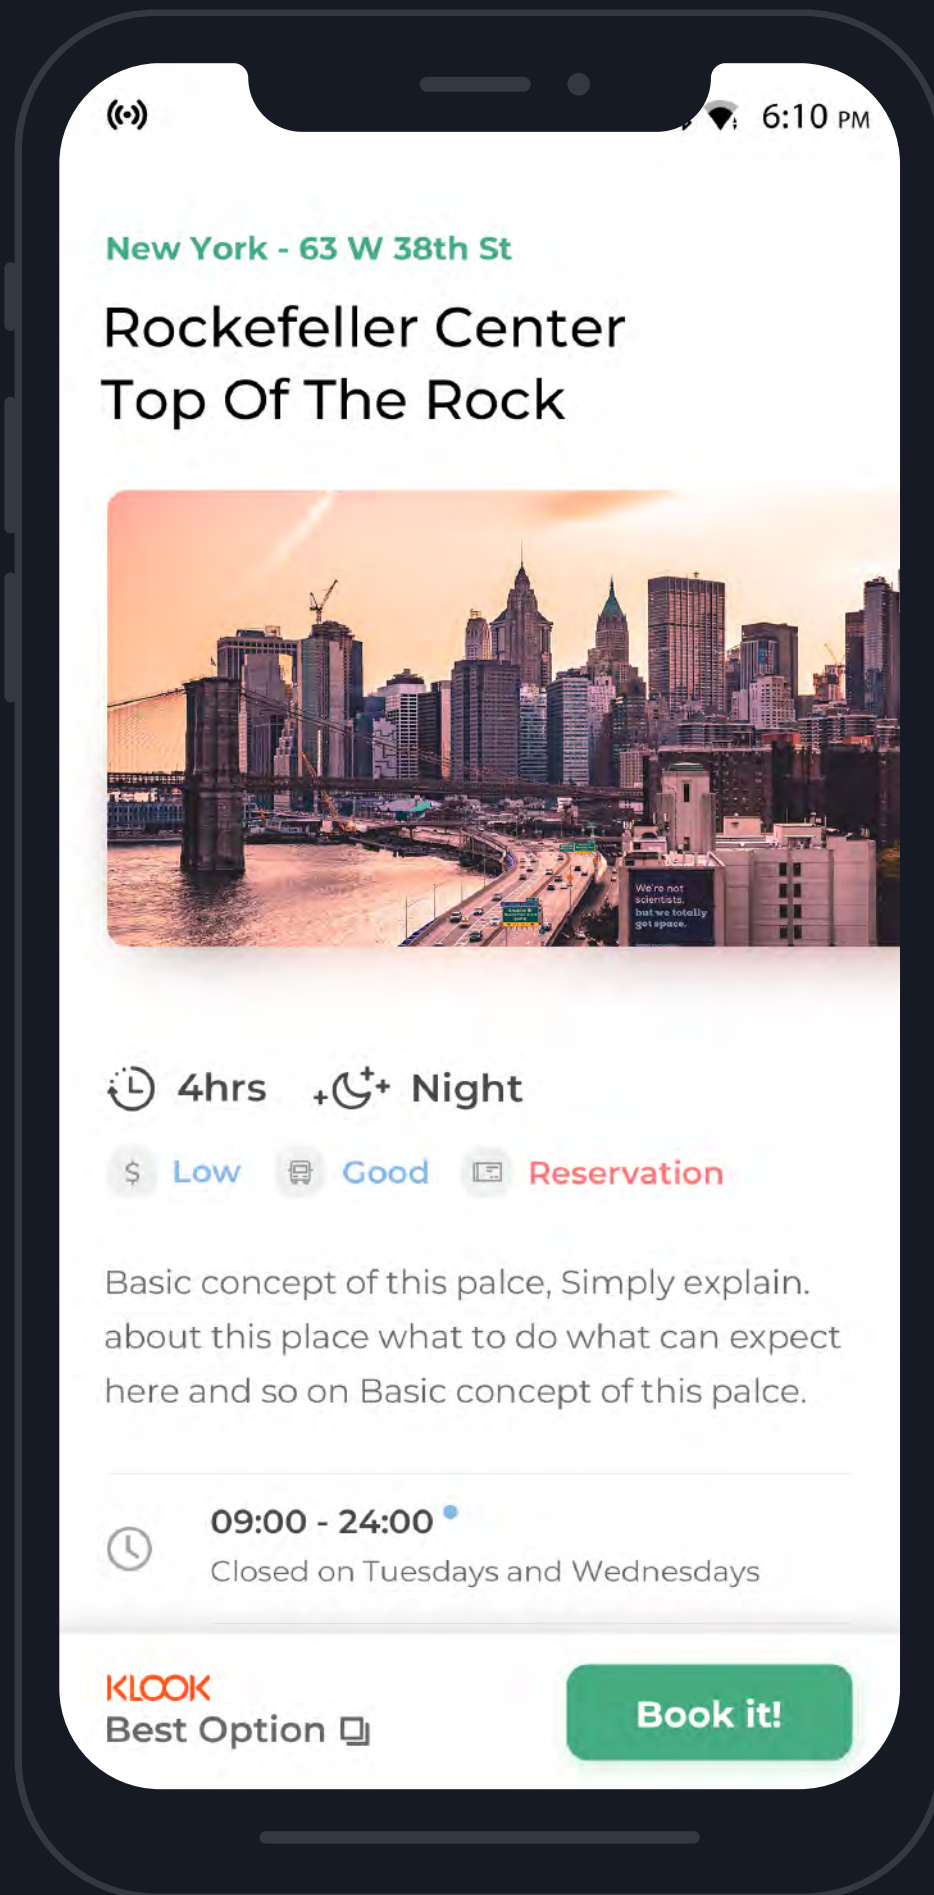 6:10 PM
New York - 63 W 38th St
Rockefeller Center
Top Of The Rock
We're not
scientists,
but we totally
got space.
4hrs
Night
$ Low
Good
Reservation
Basic concept of this palce, Simply explain.
about this place what to do what can expect
here and so on Basic concept of this palce.
09:00 - 24:00
Closed on Tuesdays and Wednesdays
KLOOK
Best Option
Book it!